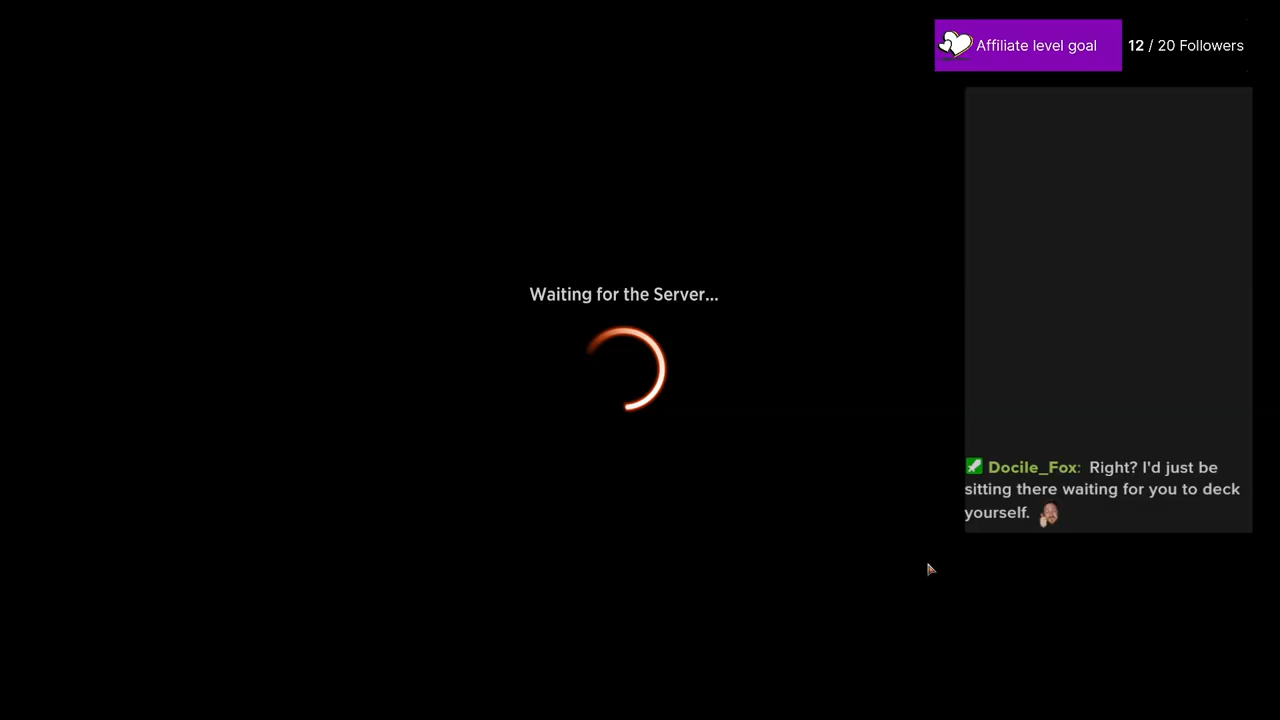 Affiliate level goal 12 / 20 Followers
Waiting for the Server...
Docile_Fox: Right? I'd just be
sitting there waiting for you to deck
yourself.